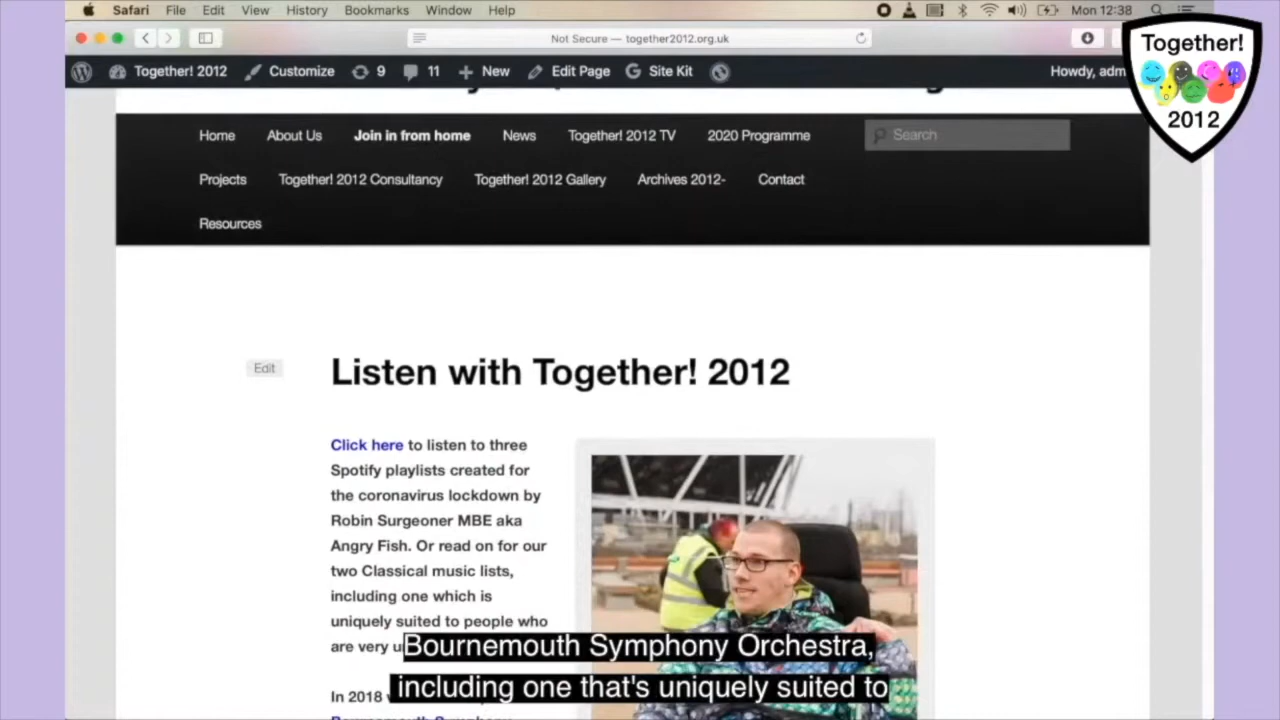 Safari File Edit View History Bookmarks Window Help Mon 12:38
Not Secure — together2012.org.uk
Together! 2012 Customize 9 11 New Edit Page Site Kit Howdy, adm
Together!
2012
Home About Us Join in from home News Together! 2012 TV 2020 Programme Search
Projects Together! 2012 Consultancy Together! 2012 Gallery Archives 2012- Contact
Resources
Edit
Listen with Together! 2012
Click here to listen to three
Spotify playlists created for
the coronavirus lockdown by
Robin Surgeoner MBE aka
Angry Fish. Or read on for our
two Classical music lists,
including one which is
uniquely suited to people who
are very
In 2018
Bournemouth Symphony Orchestra,
including one that's uniquely suited to